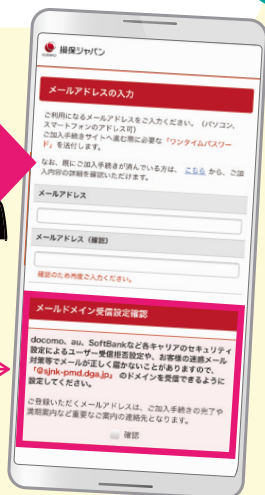 損保ジャパン
メールアドレスの入力
ご利用になるメールアドレスをご入力ください。（パソコン、
スマートフォンのアドレス可）
ご加入手続きサイトへ進む際に必要な「ワンタイムパスワー
ド」を送付します。
なお、既にご加入手続きが済んでいる方は、 こちら から、ご加
入内容の詳細を確認いただけます。
メールアドレス
メールアドレス（確認）
確認のため再度ご入力ください。
メールドメイン受信設定確認
docomo、au、SoftBankなど各キャリアのセキュリティ
設定によるユーザー受信拒否設定や、お客様の迷惑メール
対策等でメールが正しく届かないことがありますので、
「@sjnk-pmd.dga.jp」のドメインを受信できるように
設定してください。
ご登録いただくメールアドレスは、ご加入手続きの完了や
満期案内など重要なご案内の連絡先となります。
確認